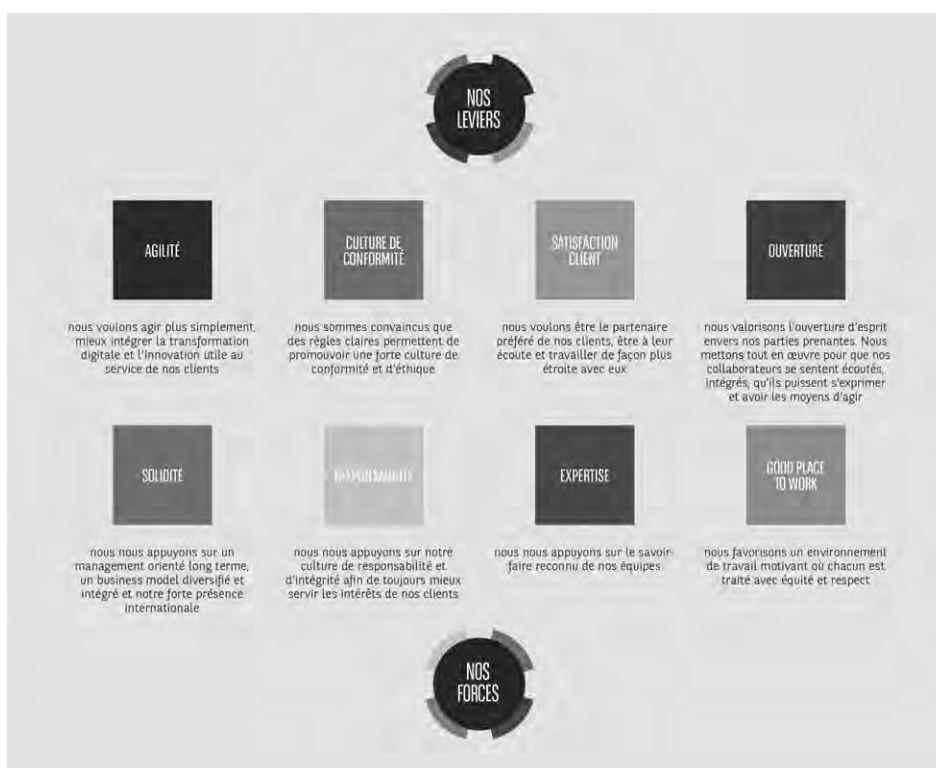 NOS
LEVIERS
AGILITÉ
nous voulons agir plus simplement,
mieux intégrer la transformation
digitale et l'innovation utile au
service de nos clients
CULTURE DE
CONFORMITÉ
nous sommes convaincus que
des règles claires permettent de
promouvoir une forte culture de
conformité et d'éthique
SATISFACTION
CLIENT
nous voulons être le partenaire
préféré de nos clients, être à leur
écoute et travailler de façon plus
étroite avec eux
OUVERTURE
nous valorisons l'ouverture d'esprit
envers nos parties prenantes. Nous
mettons tout en œuvre pour que nos
collaborateurs se sentent écoutés,
intégrés, qu'ils puissent s'exprimer
et avoir les moyens d'agir
SOLIDITÉ
nous nous appuyons sur un
management orienté long terme,
un business model diversifié et
intégré et notre forte présence
internationale
RESPONSABILITÉ
nous nous appuyons sur notre
culture de responsabilité et
d'intégrité afin de toujours mieux
servir les intérêts de nos clients
EXPERTISE
nous nous appuyons sur le savoir-
faire reconnu de nos équipes
GOOD PLACE
TO WORK
nous favorisons un environnement
de travail motivant où chacun est
traité avec équité et respect
NOS
FORCES